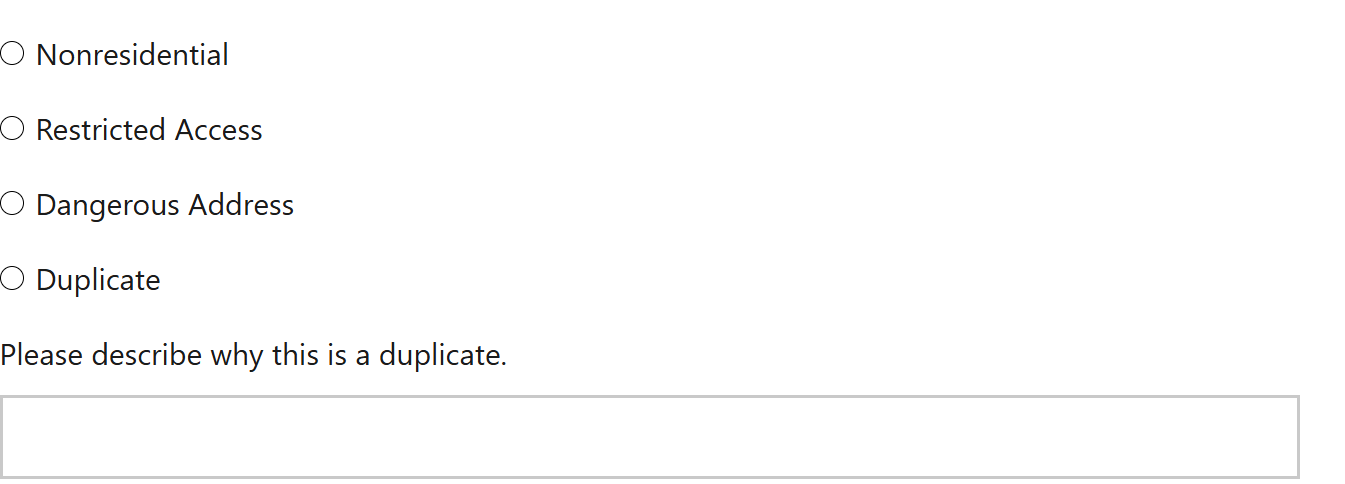 Nonresidential
Restricted Access
Dangerous Address
Duplicate
Please describe why this is a duplicate.